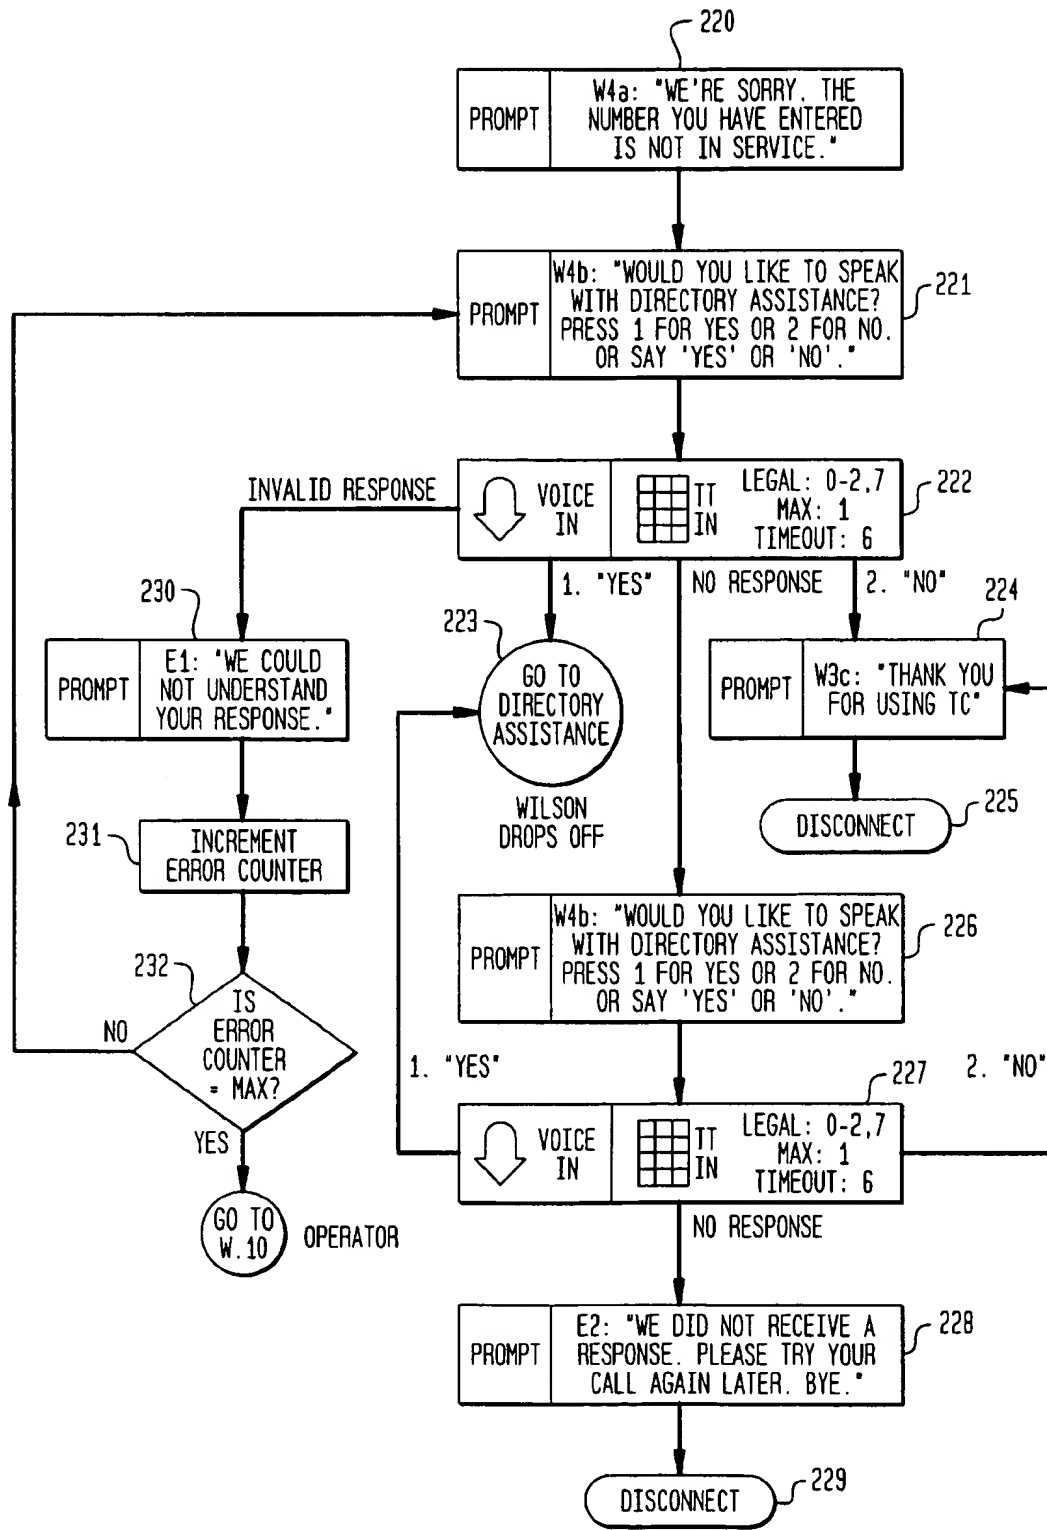 220
PROMPT
W4a: "WE'RE SORRY. THE
NUMBER YOU HAVE ENTERED
IS NOT IN SERVICE."
PROMPT
W4b: "WOULD YOU LIKE TO SPEAK
WITH DIRECTORY ASSISTANCE?
PRESS 1 FOR YES OR 2 FOR NO.
OR SAY 'YES' OR 'NO'."
221
INVALID RESPONSE
VOICE
IN
TT
IN
LEGAL: 0-2,7
MAX: 1
TIMEOUT: 6
222
1. "YES"
NO RESPONSE
2. "NO"
230
PROMPT
E1: "WE COULD
NOT UNDERSTAND
YOUR RESPONSE."
223
GO TO
DIRECTORY
ASSISTANCE
WILSON
DROPS OFF
224
PROMPT
W3c: "THANK YOU
FOR USING TC"
DISCONNECT
225
231
INCREMENT
ERROR COUNTER
232
IS
ERROR
COUNTER
= MAX?
NO
YES
GO TO
W.10
OPERATOR
PROMPT
W4b: "WOULD YOU LIKE TO SPEAK
WITH DIRECTORY ASSISTANCE?
PRESS 1 FOR YES OR 2 FOR NO.
OR SAY 'YES' OR 'NO'."
226
1. "YES"
227
2. "NO"
VOICE
IN
TT
IN
LEGAL: 0-2,7
MAX: 1
TIMEOUT: 6
NO RESPONSE
PROMPT
E2: "WE DID NOT RECEIVE A
RESPONSE. PLEASE TRY YOUR
CALL AGAIN LATER. BYE."
228
DISCONNECT
229